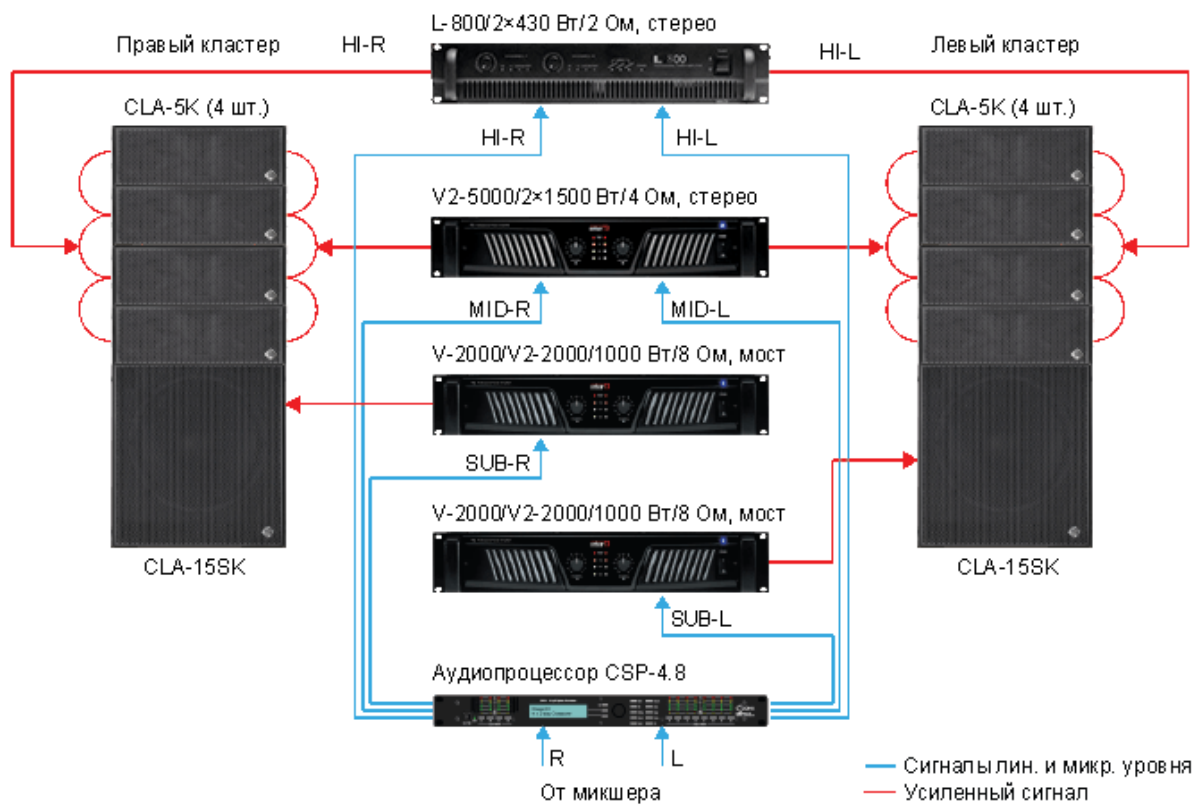 L-800/2×430 Вт/2 Ом, стерео
Правый кластер
HI-R
HI-L
Левый кластер
CLA-5K (4 шт.)
CLA-5K (4 шт.)
HI-R
HI-L
V2-5000/2×1500 Вт/4 Ом, стерео
MID-R
MID-L
V-2000/V2-2000/1000 Вт/8 Ом, мост
SUB-R
V-2000/V2-2000/1000 Вт/8 Ом, мост
CLA-15SK
CLA-15SK
SUB-L
Аудиопроцессор CSP-4.8
R
L
От микшера
Сигналы лин. и микр. уровня
Усиленный сигнал